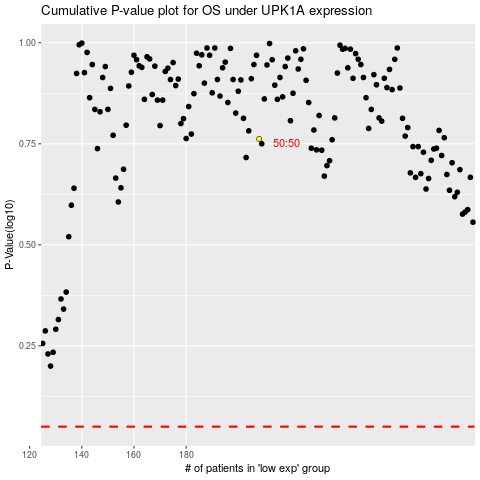 Cumulative P-value plot for OS under UPK1A expression
P-Value(log10)
1.00
0.75
0.50
0.25
50:50
120 140 160 180
# of patients in 'low exp' group